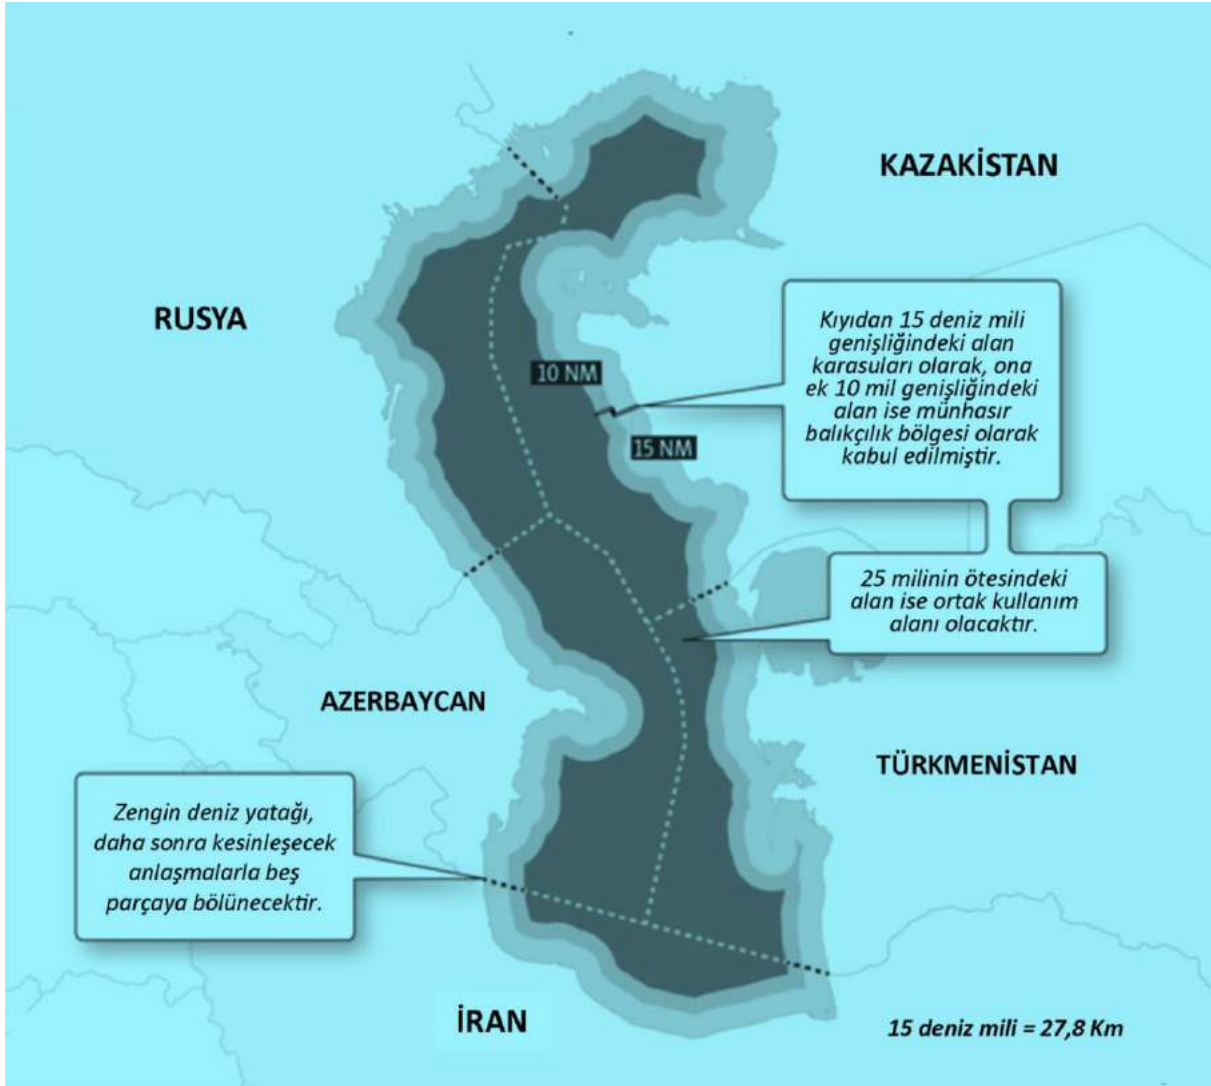 KAZAKİSTAN
RUSYA
Kıyıdan 15 deniz mili
genişliğindeki alan
karasuları olarak, ona
ek 10 mil genişliğindeki
alan ise münhasır
balıkçılık bölgesi olarak
kabul edilmiştir.
10 NM
15 NM
25 milinin ötesindeki
alan ise ortak kullanım
alanı olacaktır.
AZERBAYCAN
TÜRKMENİSTAN
Zengin deniz yatağı,
daha sonra kesinleşecek
anlaşmalarla beş
parçaya bölünecektir.
İRAN
15 deniz mili = 27,8 Km